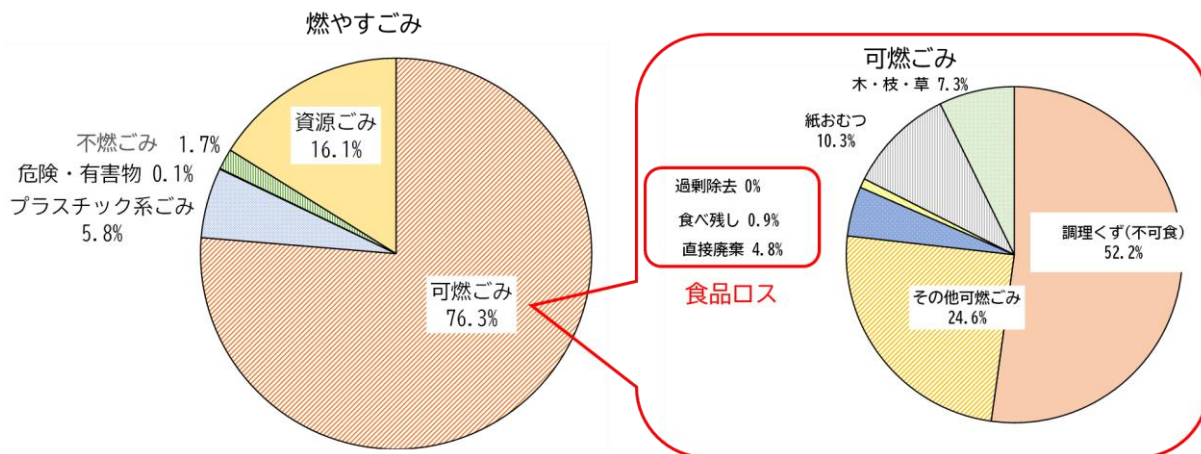 燃やすごみ
資源ごみ
16.1%
不燃ごみ 1.7%
危険・有害物 0.1%
プラスチック系ごみ
5.8%
可燃ごみ
76.3%
可燃ごみ
木・枝・草 7.3%
紙おむつ
10.3%
過剰除去 0%
食べ残し 0.9%
直接廃棄 4.8%
食品ロス
調理くず(不可食)
52.2%
その他可燃ごみ
24.6%